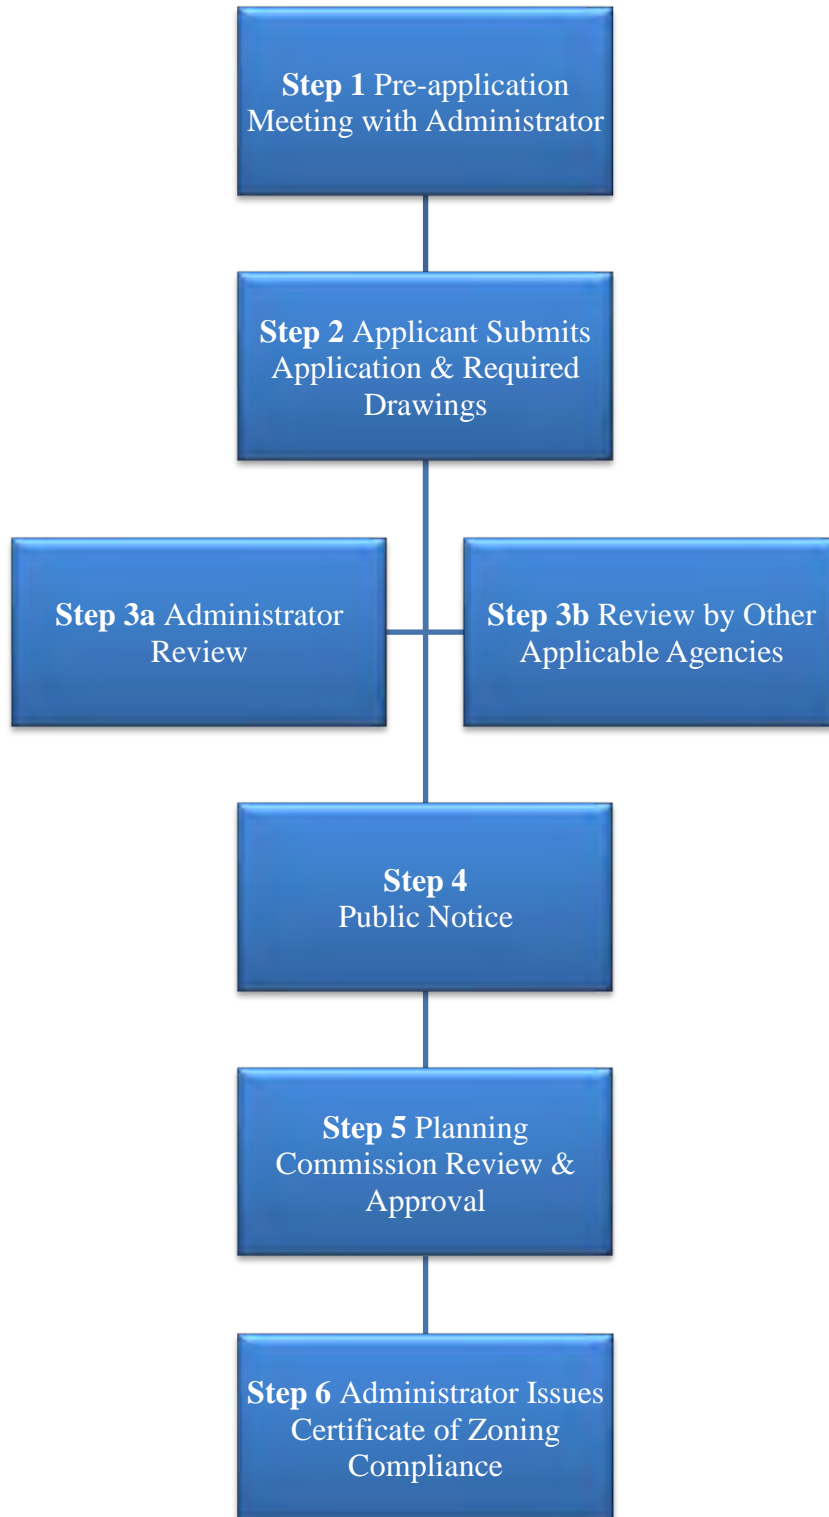 Step 1 Pre-application
Meeting with Administrator
Step 2 Applicant Submits
Application & Required
Drawings
Step 3a Administrator
Review
Step 3b Review by Other
Applicable Agencies
Step 4
Public Notice
Step 5 Planning
Commission Review &
Approval
Step 6 Administrator Issues
Certificate of Zoning
Compliance